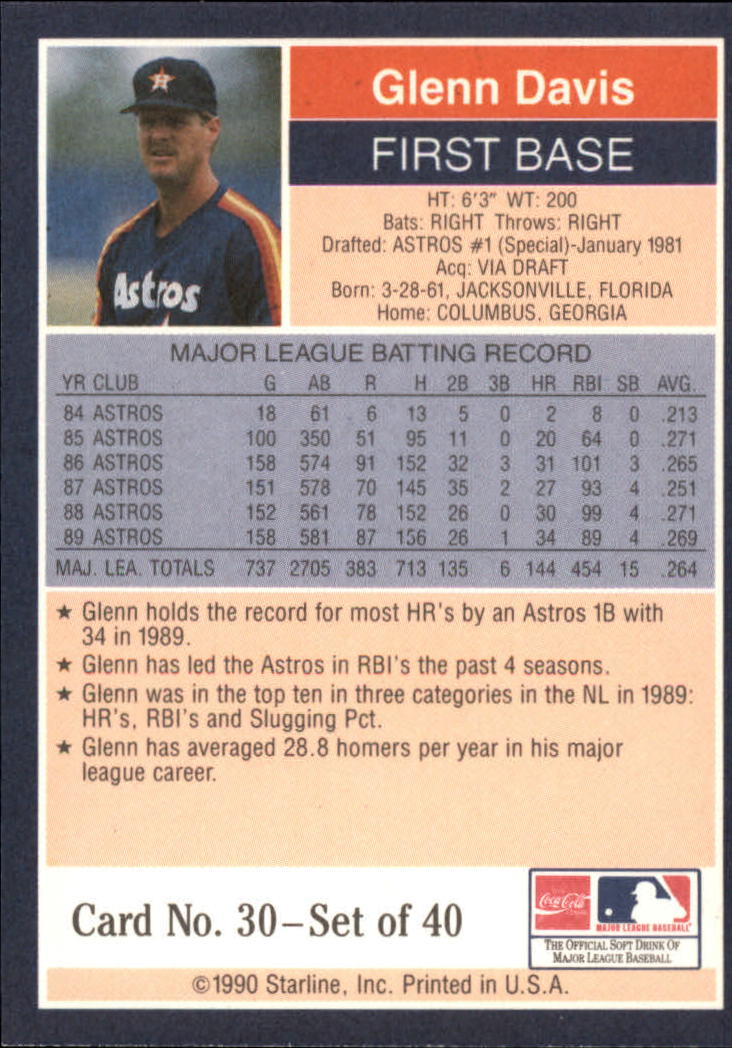 Glenn Davis
FIRST BASE
HT: 6'3" WT: 200
Bats: RIGHT Throws: RIGHT
Drafted: ASTROS #1 (Special)-January 1981
Acq: VIA DRAFT
Born: 3-28-61, JACKSONVILLE, FLORIDA
Home: COLUMBUS, GEORGIA
H
Astros
MAJOR LEAGUE BATTING RECORD
YR CLUB G AB R H 2B 3B HR RBI SB AVG.
84 ASTROS 18 61 6 13 5 0 2 8 0 .213
85 ASTROS 100 350 51 95 11 0 20 64 0 .271
86 ASTROS 158 574 91 152 32 3 31 101 3 .265
87 ASTROS 151 578 70 145 35 2 27 93 4 .251
88 ASTROS 152 561 78 152 26 0 30 99 4 .271
89 ASTROS 158 581 87 156 26 1 34 89 4 .269
MAJ. LEA. TOTALS 737 2705 383 713 135 6 144 454 15 .264
★ Glenn holds the record for most HR's by an Astros 1B with
34 in 1989.
★ Glenn has led the Astros in RBI's the past 4 seasons.
★ Glenn was in the top ten in three categories in the NL in 1989:
HR's, RBI's and Slugging Pct.
★ Glenn has averaged 28.8 homers per year in his major
league career.
Card No. 30–Set of 40
Coca-Cola
MAJOR LEAGUE BASEBALL
THE OFFICIAL SOFT DRINK OF
MAJOR LEAGUE BASEBALL
©1990 Starline, Inc. Printed in U.S.A.